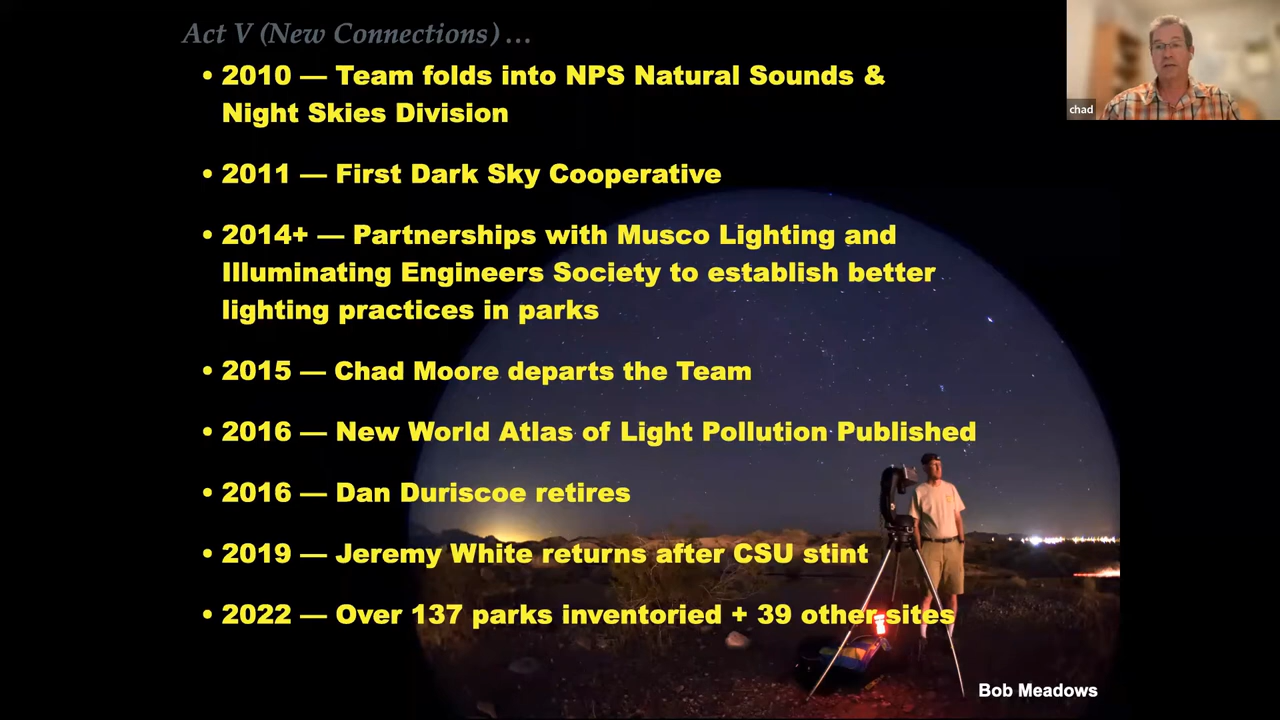 Act V (New Connections) ...
• 2010 — Team folds into NPS Natural Sounds &
Night Skies Division
• 2011 — First Dark Sky Cooperative
• 2014+ — Partnerships with Musco Lighting and
Illuminating Engineers Society to establish better
lighting practices in parks
• 2015 — Chad Moore departs the Team
• 2016 — New World Atlas of Light Pollution Published
• 2016 — Dan Duriscoe retires
• 2019 — Jeremy White returns after CSU stint
• 2022 — Over 137 parks inventoried + 39 other sites
Bob Meadows
chad